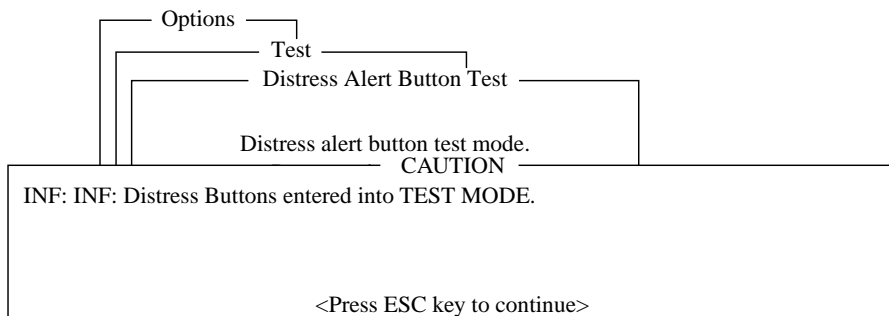 Options
Test
Distress Alert Button Test
Distress alert button test mode.
CAUTION
INF: INF: Distress Buttons entered into TEST MODE.
<Press ESC key to continue>